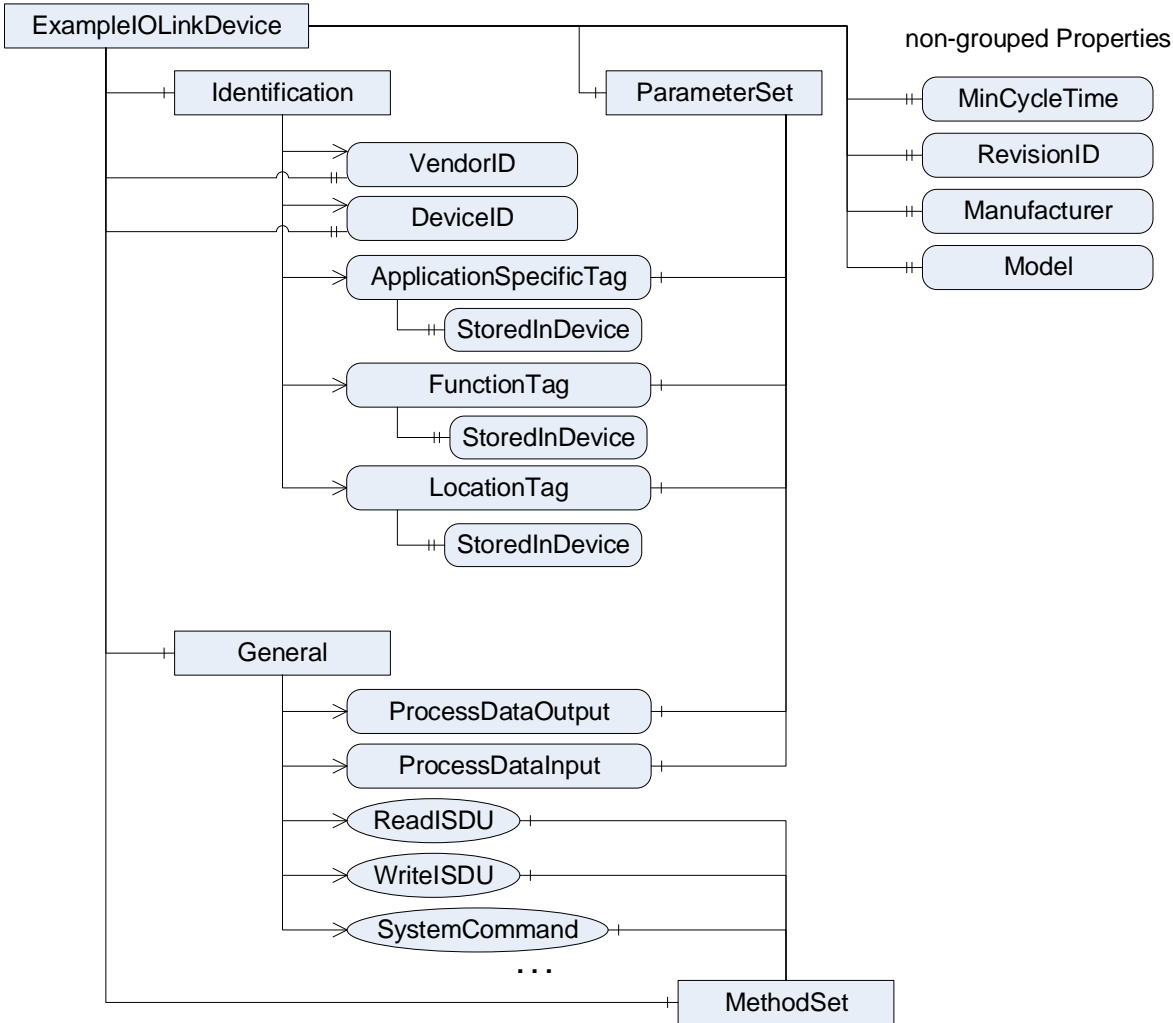 ExampleIOLinkDevice
non-grouped Properties
Identification
ParameterSet
MinCycleTime
VendorID
RevisionID
DeviceID
Manufacturer
ApplicationSpecificTag
Model
StoredInDevice
FunctionTag
StoredInDevice
LocationTag
StoredInDevice
General
ProcessDataOutput
ProcessDataInput
ReadISDU
WriteISDU
SystemCommand
...
MethodSet